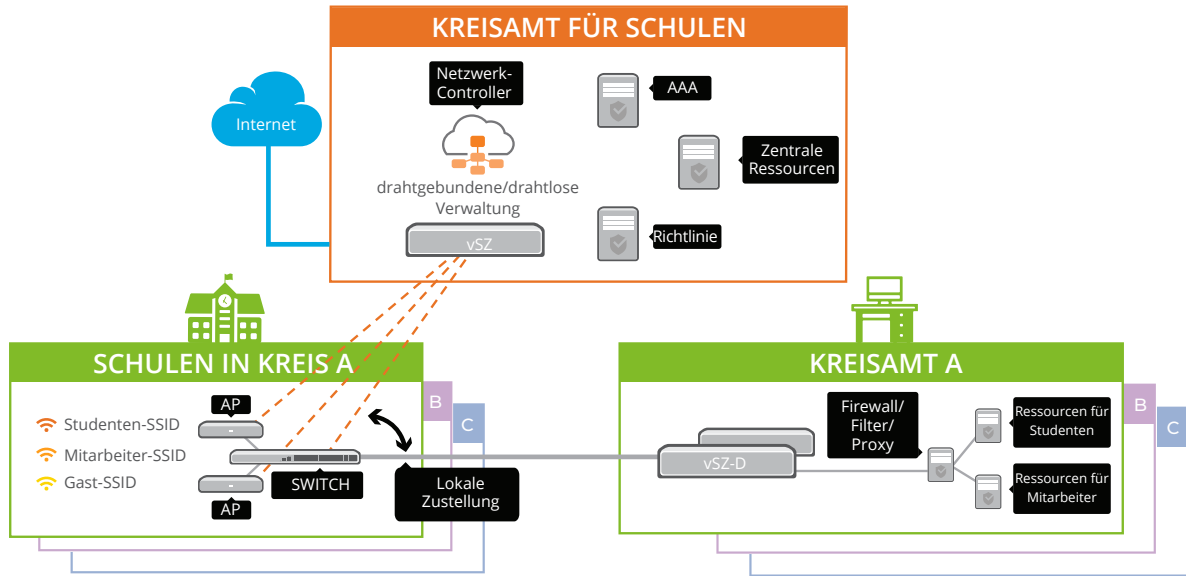 KREISAMT FÜR SCHULEN
Netzwerk-
Controller
AAA
Internet
Zentrale
Ressourcen
drahtgebundene/drahtlose
Verwaltung
vSZ
Richtlinie
SCHULEN IN KREIS A
B
C
AP
Studenten-SSID
Mitarbeiter-SSID
Gast-SSID
AP
SWITCH
Lokale
Zustellung
KREISAMT A
B
C
Firewall/
Filter/
Proxy
vSZ-D
Ressourcen für
Studenten
Ressourcen für
Mitarbeiter